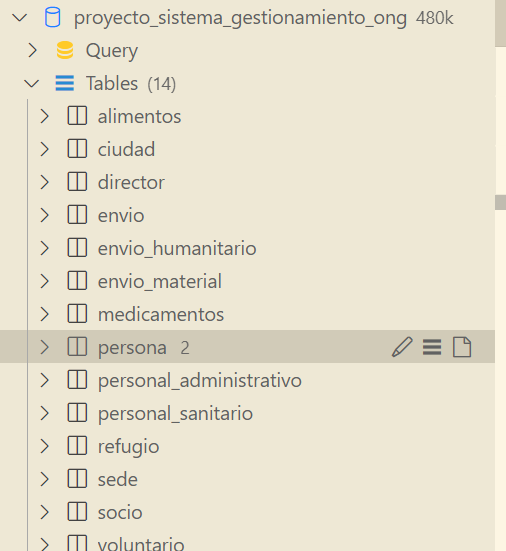 proyecto_sistema_gestionamiento_ong 480k
Query
Tables (14)
alimentos
ciudad
director
envio
envio_humanitario
envio_material
medicamentos
persona 2
personal_administrativo
personal_sanitario
refugio
sede
socio
voluntario